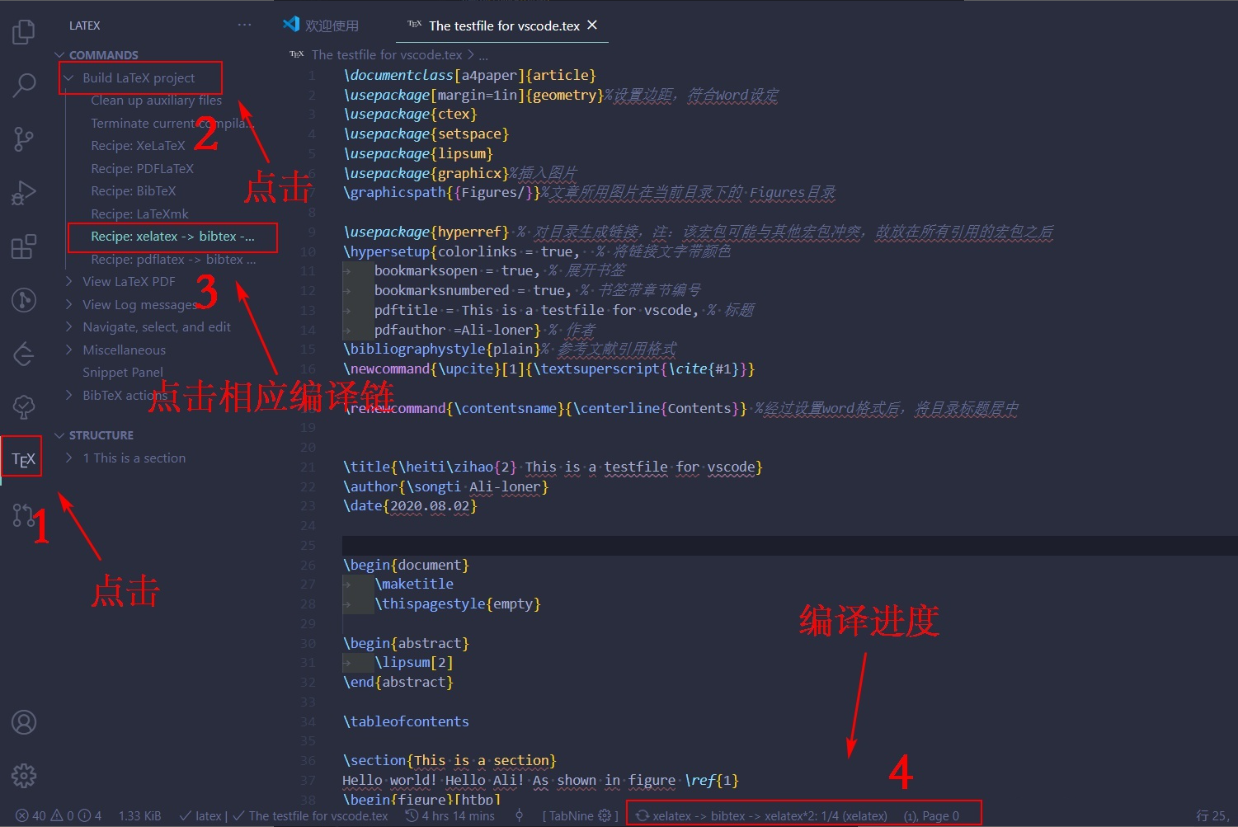 LATEX
···
欢迎使用
TEX The testfile for vscode.tex
COMMANDS
Build LaTeX project
Clean up auxiliary files
Terminate current compila...
Recipe: XeLaTeX
Recipe: PDFLaTeX
Recipe: BibTeX
Recipe: LaTeXmk
Recipe: xelatex -> bibtex -...
Recipe: pdflatex -> bibtex ...
View LaTeX PDF
View Log messages
Navigate, select, and edit
Miscellaneous
Snippet Panel
BibTeX actions
STRUCTURE
1 This is a section
TEX
1
点击
2
点击
3
点击相应编译链
TEX The testfile for vscode.tex > ...
1 \documentclass[a4paper]{article}
2 \usepackage[margin=1in]{geometry}%设置边距，符合Word设定
3 \usepackage{ctex}
4 \usepackage{setspace}
5 \usepackage{lipsum}
6 \usepackage{graphicx}%插入图片
7 \graphicspath{{Figures/}}%文章所用图片在当前目录下的 Figures目录
8
9 \usepackage{hyperref} % 对目录生成链接，注：该宏包可能与其他宏包冲突，故放在所有引用的宏包之后
10 \hypersetup{colorlinks = true, % 将链接文字带颜色
11 bookmarksopen = true, % 展开书签
12 bookmarksnumbered = true, % 书签带章节编号
13 pdftitle = This is a testfile for vscode, % 标题
14 pdfauthor =Ali-loner} % 作者
15 \bibliographystyle{plain}% 参考文献引用格式
16 \newcommand{\upcite}[1]{\textsuperscript{\cite{#1}}}
17
18 \renewcommand{\contentsname}{\centerline{Contents}} %经过设置word格式后，将目录标题居中
19
20
21 \title{\heiti\zihao{2} This is a testfile for vscode}
22 \author{\songti Ali-loner}
23 \date{2020.08.02}
24
25
26 \begin{document}
27 \maketitle
28 \thispagestyle{empty}
29
30 \begin{abstract}
31 \lipsum[2]
32 \end{abstract}
33
34 \tableofcontents
35
36 \section{This is a section}
37 Hello world! Hello Ali! As shown in figure \ref{1}
38 \begin{figure}[htbp]
编译进度
4
40 0 4 1.33 KiB ✓ latex | ✓ The testfile for vscode.tex 4 hrs 14 mins [ TabNine ] xelatex -> bibtex -> xelatex*2: 1/4 (xelatex) (1), Page 0 行 25,